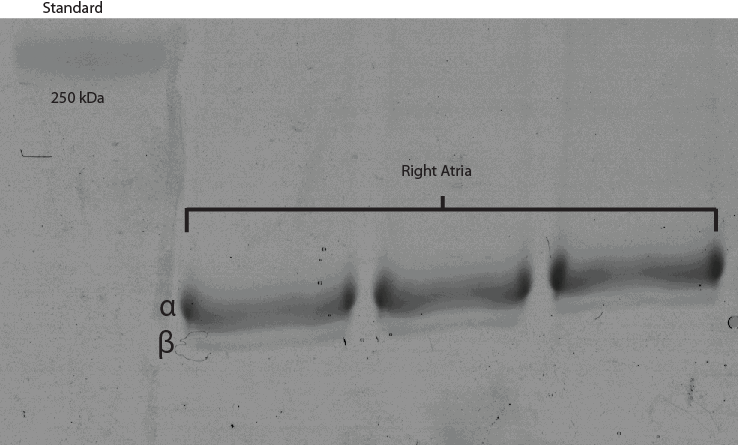 Standard
250 kDa
Right Atria
α
β